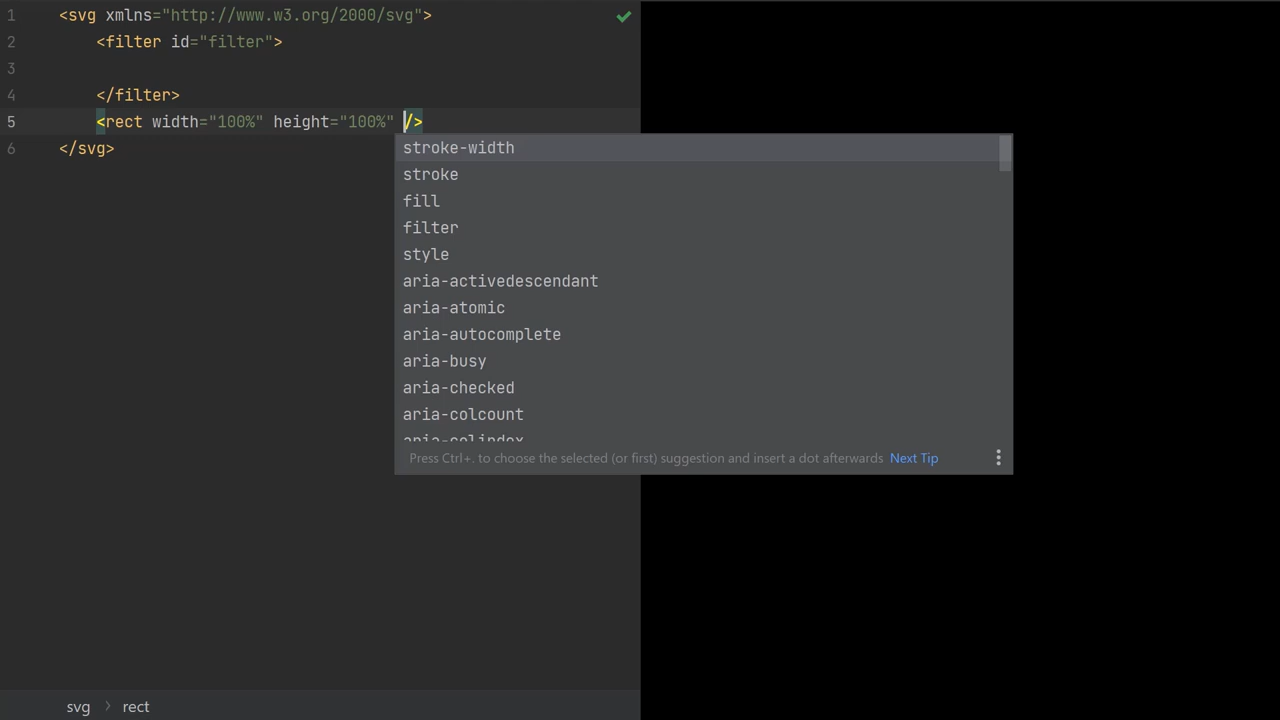 1 <svg xmlns="http://www.w3.org/2000/svg">
2 <filter id="filter">
3
4 </filter>
5 <rect width="100%" height="100%" />
6 </svg>
stroke-width
stroke
fill
filter
style
aria-activedescendant
aria-atomic
aria-autocomplete
aria-busy
aria-checked
aria-colcount
aria-colindex
Press Ctrl+. to choose the selected (or first) suggestion and insert a dot afterwards Next Tip
svg > rect